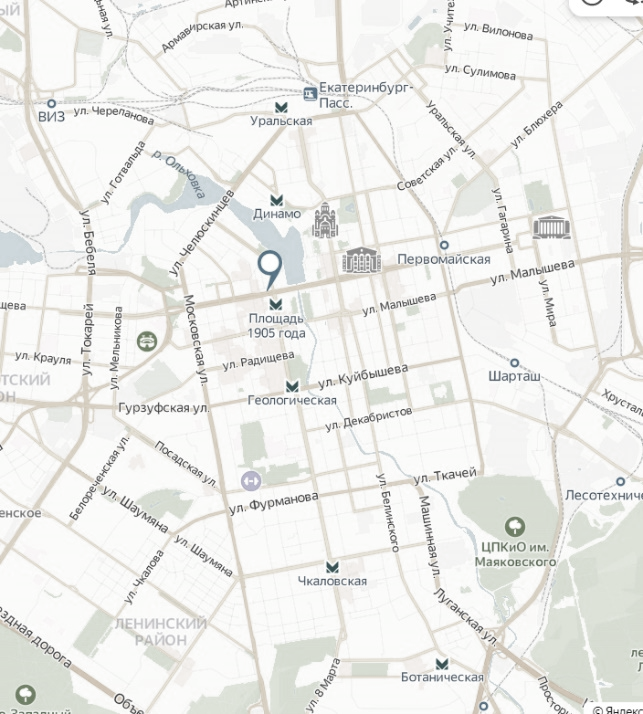 ул. Вилонова
Армавирская ул.
ул. Сулимова
Екатеринбург-
Пасс.
ВИЗ
ул. Черепанова
Уральская
Уральская ул.
ул. Блюхера
ул. Готвальда
р. Ольховка
Советская ул.
ул. Челюскинцев
Динамо
ул. Гагарина
ул. Бебеля
Первомайская
ул. Малышева
ул. Мира
ул. Малышева
Площадь
1905 года
Московская ул.
ул. Токарей
ул. Мельникова
ул. Крауля
ул. Радищева
ул. Куйбышева
Шарташ
Геологическая
Гурзуфская ул.
ул. Декабристов
Посадская ул.
Белореченская ул.
ул. Ткачей
ул. Фурманова
ул. Белинского
Машинная ул.
ул. Шаумяна
ул. Шаумяна
ЦПКиО им.
Маяковского
Чкаловская
ул. Чкалова
Луганская ул.
ЛЕНИНСКИЙ
РАЙОН
ул. 8 Марта
Ботаническая